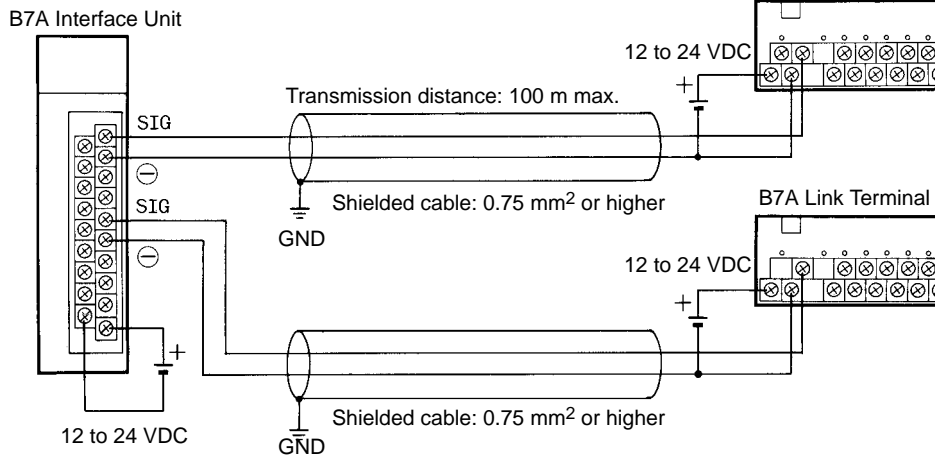 B7A Interface Unit
12 to 24 VDC
+
Transmission distance: 100 m max.
SIG
⊖
Shielded cable: 0.75 mm² or higher
B7A Link Terminal
SIG
GND
⊖
12 to 24 VDC
+
+
Shielded cable: 0.75 mm² or higher
12 to 24 VDC
GND